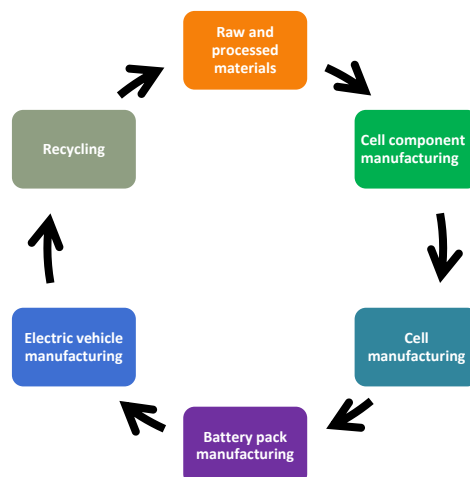 Raw and
processed
materials
Cell component
manufacturing
Cell
manufacturing
Battery pack
manufacturing
Electric vehicle
manufacturing
Recycling